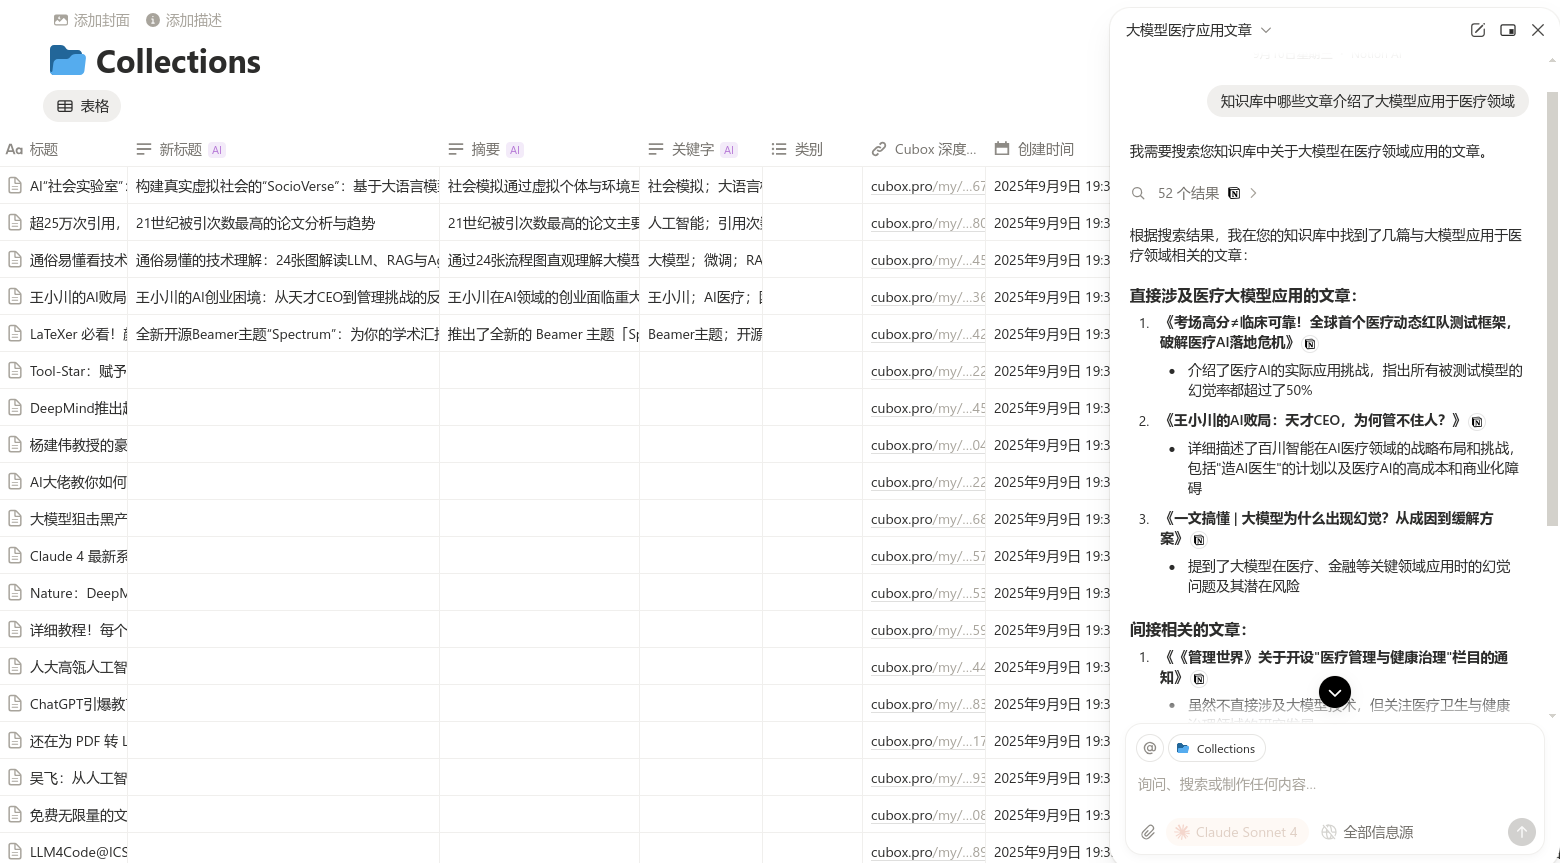 添加封面 添加描述
Collections
表格
Aa 标题 新标题 AI 摘要 AI 关键字 AI 类别 Cubox 深度... 创建时间
AI“社会实验室”： 构建真实虚拟社会的“SocioVerse”：基于大语言模 社会模拟通过虚拟个体与环境互 社会模拟；大语言 cubox.pro/my/...67 2025年9月9日 19:3
超25万次引用， 21世纪被引次数最高的论文分析与趋势 21世纪被引次数最高的论文主要 人工智能；引用次 cubox.pro/my/...80 2025年9月9日 19:3
通俗易懂看技术 通俗易懂的技术理解：24张图解读LLM、RAG与Ag 通过24张流程图直观理解大模型 大模型；微调；RA cubox.pro/my/...45 2025年9月9日 19:3
王小川的AI败局 王小川的AI创业困境：从天才CEO到管理挑战的反 王小川在AI领域的创业面临重大 王小川；AI医疗； cubox.pro/my/...36 2025年9月9日 19:3
LaTeXer 必看！ 全新开源Beamer主题“Spectrum”：为你的学术汇 推出了全新的 Beamer 主题「Sp Beamer主题；开源 cubox.pro/my/...42 2025年9月9日 19:3
Tool-Star：赋予 cubox.pro/my/...22 2025年9月9日 19:3
DeepMind推出 cubox.pro/my/...45 2025年9月9日 19:3
杨建伟教授的豪 cubox.pro/my/...04 2025年9月9日 19:3
AI大佬教你如何 cubox.pro/my/...22 2025年9月9日 19:3
大模型狙击黑产 cubox.pro/my/...68 2025年9月9日 19:3
Claude 4 最新系 cubox.pro/my/...57 2025年9月9日 19:3
Nature：DeepM cubox.pro/my/...53 2025年9月9日 19:3
详细教程！每个 cubox.pro/my/...59 2025年9月9日 19:3
人大高瓴人工智 cubox.pro/my/...44 2025年9月9日 19:3
ChatGPT引爆教 cubox.pro/my/...83 2025年9月9日 19:3
还在为 PDF 转 L cubox.pro/my/...17 2025年9月9日 19:3
吴飞：从人工智 cubox.pro/my/...93 2025年9月9日 19:3
免费无限量的文 cubox.pro/my/...08 2025年9月9日 19:3
LLM4Code@ICS cubox.pro/my/...89 2025年9月9日 19:3
大模型医疗应用文章
知识库中哪些文章介绍了大模型应用于医疗领域
我需要搜索您知识库中关于大模型在医疗领域应用的文章。
52 个结果
根据搜索结果，我在您的知识库中找到了几篇与大模型应用于医
疗领域相关的文章：
直接涉及医疗大模型应用的文章：
1. 《考场高分≠临床可靠！全球首个医疗动态红队测试框架，
破解医疗AI落地危机》
• 介绍了医疗AI的实际应用挑战，指出所有被测试模型的
幻觉率都超过了50%
2. 《王小川的AI败局：天才CEO，为何管不住人？》
• 详细描述了百川智能在AI医疗领域的战略布局和挑战，
包括"造AI医生"的计划以及医疗AI的高成本和商业化障
碍
3. 《一文搞懂 | 大模型为什么出现幻觉？从成因到缓解方
案》
• 提到了大模型在医疗、金融等关键领域应用时的幻觉
问题及其潜在风险
间接相关的文章：
1. 《《管理世界》关于开设"医疗管理与健康治理"栏目的通
知》
• 虽然不直接涉及大模型技术，但关注医疗卫生与健康
@ Collections
询问、搜索或制作任何内容...
Claude Sonnet 4 全部信息源